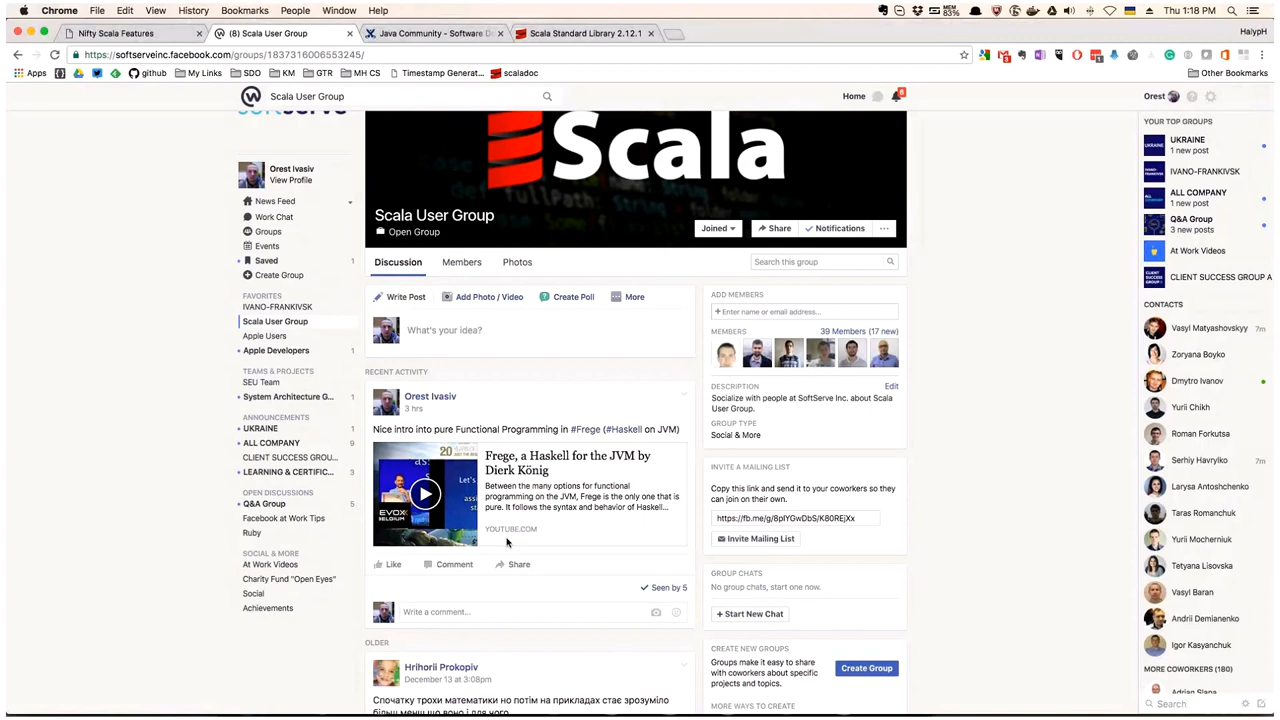 Chrome File Edit View History Bookmarks People Window Help
MEM 83% Thu 1:18 PM
Nifty Scala Features
(8) Scala User Group
Java Community - Software D
Scala Standard Library 2.12.1
HalypH
https://softserveinc.facebook.com/groups/1837316006553245/
Apps
github
My Links
SDO
KM
GTR
MH CS
Timestamp Generat...
scaladoc
Other Bookmarks
Scala User Group
Home
8
Orest
Orest Ivasiv
View Profile
News Feed
Work Chat
Groups
Events
Saved 1
Create Group
FAVORITES
IVANO-FRANKIVSK
Scala User Group
Apple Users
Apple Developers 1
TEAMS & PROJECTS
SEU Team
System Architecture G... 1
ANNOUNCEMENTS
UKRAINE 1
ALL COMPANY 9
CLIENT SUCCESS GROU...
LEARNING & CERTIFIC... 3
OPEN DISCUSSIONS
Q&A Group 5
Facebook at Work Tips
Ruby
SOCIAL & MORE
At Work Videos
Charity Fund "Open Eyes"
Social
Achievements
Scala
Scala User Group
Open Group
Joined
Share
Notifications
Discussion
Members
Photos
Search this group
Write Post
Add Photo / Video
Create Poll
More
What's your idea?
RECENT ACTIVITY
Orest Ivasiv
3 hrs
Nice intro into pure Functional Programming in #Frege (#Haskell on JVM)
20
Let's
EVOX
BELGIUM
Frege, a Haskell for the JVM by
Dierk König
Between the many options for functional
programming on the JVM, Frege is the only one that is
pure. It follows the syntax and behavior of Haskell...
YOUTUBE.COM
Like
Comment
Share
Seen by 5
Write a comment...
OLDER
Hrihorii Prokopiv
December 13 at 3:08pm
Спочатку трохи математики но потім на прикладах стає зрозуміло
більш менш що воно і для чого
ADD MEMBERS
+ Enter name or email address...
MEMBERS
39 Members (17 new)
DESCRIPTION
Edit
Socialize with people at SoftServe Inc. about Scala
User Group.
GROUP TYPE
Social & More
INVITE A MAILING LIST
Copy this link and send it to your coworkers so they
can join on their own.
https://fb.me/g/8pIYGwDbS/K80REjXx
Invite Mailing List
GROUP CHATS
No group chats, start one now.
+ Start New Chat
CREATE NEW GROUPS
Groups make it easy to share
with coworkers about specific
projects and topics.
Create Group
MORE WAYS TO CREATE
YOUR TOP GROUPS
UKRAINE
1 new post
IVANO-FRANKIVSK
ALL COMPANY
1 new post
Q&A Group
3 new posts
At Work Videos
CLIENT SUCCESS GROUP A
CONTACTS
Vasyl Matyashovskyy 7m
Zoryana Boyko
Dmytro Ivanov
Yurii Chikh
Roman Forkutsa
Serhiy Havrylko 7m
Larysa Antoshchenko
Taras Romanchuk
Yurii Mocherniuk
Tetyana Lisovska
Vasyl Baran
Andrii Demianenko
Igor Kasyanchuk
MORE COWORKERS (180)
Adrian Slana
Search